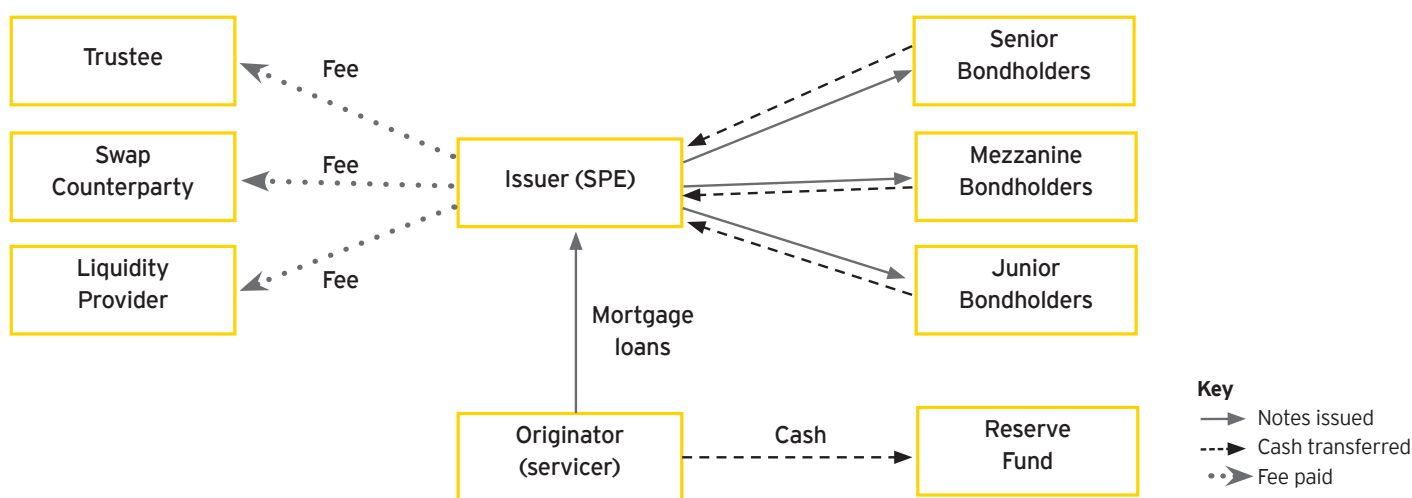 Trustee
Fee
Senior
Bondholders
Swap
Counterparty
Fee
Issuer (SPE)
Mezzanine
Bondholders
Liquidity
Provider
Fee
Junior
Bondholders
Mortgage
loans
Originator
(servicer)
Cash
Reserve
Fund
Key
Notes issued
Cash transferred
Fee paid